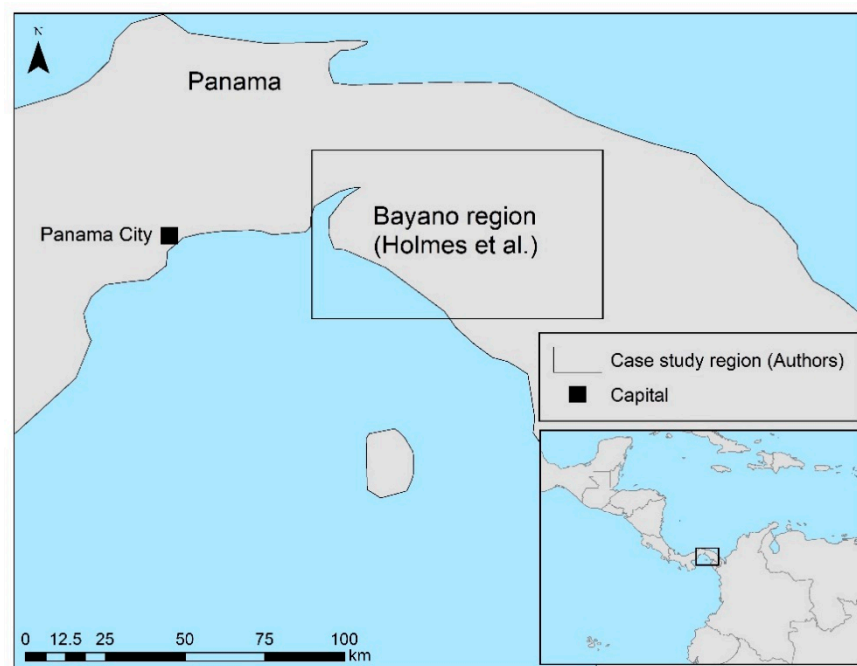 N
Panama
Panama City
Bayano region
(Holmes et al.)
Case study region (Authors)
Capital
0 12.5 25 50 75 100
km